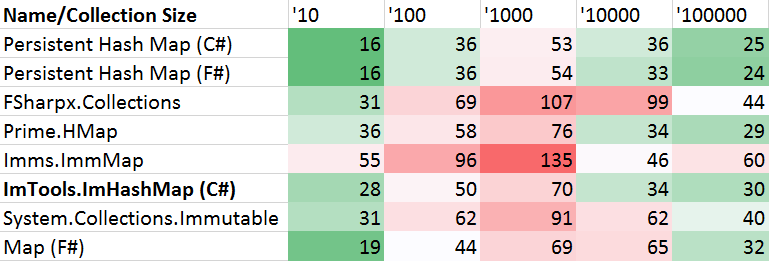 Name/Collection Size '10 '100 '1000 '10000 '100000
Persistent Hash Map (C#) 16 36 53 36 25
Persistent Hash Map (F#) 16 36 54 33 24
FSharpx.Collections 31 69 107 99 44
Prime.HMap 36 58 76 34 29
Imms.ImmMap 55 96 135 46 60
ImTools.ImHashMap (C#) 28 50 70 34 30
System.Collections.Immutable 31 62 91 62 40
Map (F#) 19 44 69 65 32